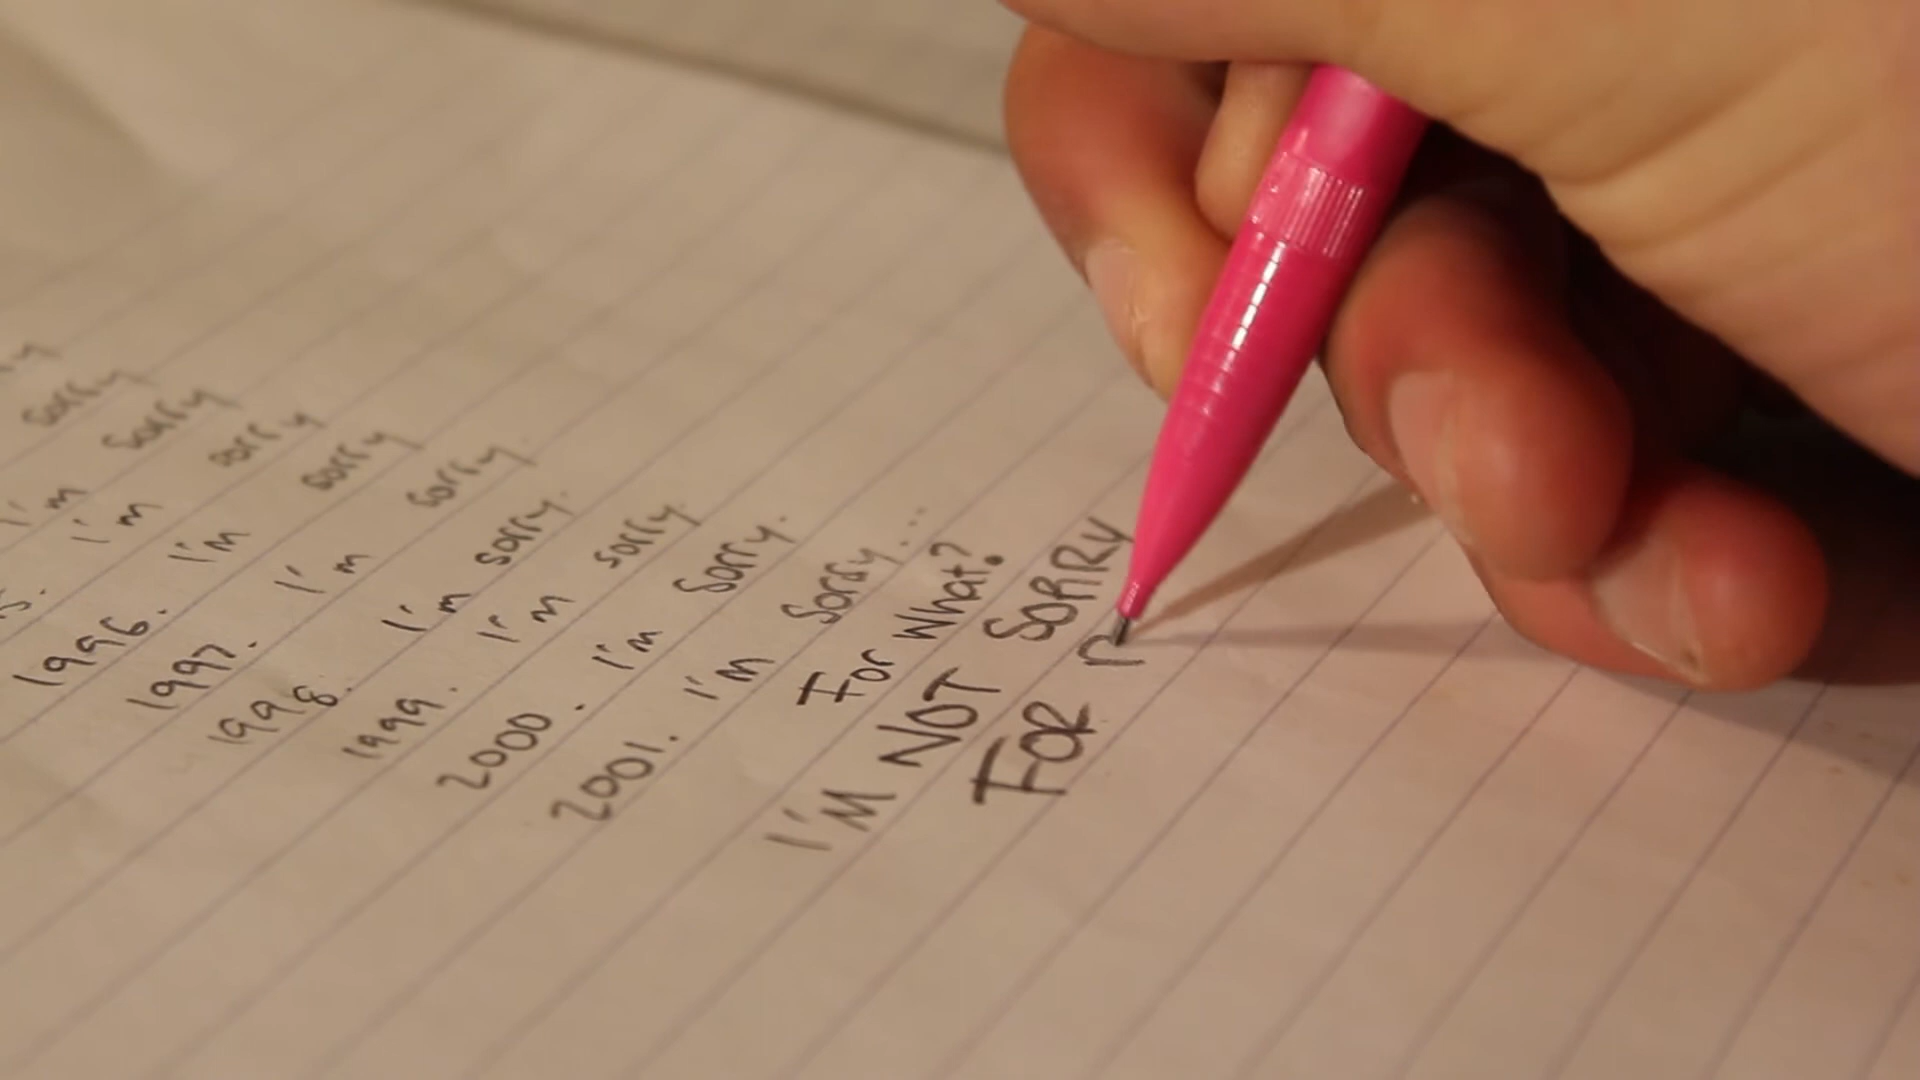 sorry
I'm sorry
I'm sorry
1996. I'm sorry
1997. I'm sorry
1998. I'm sorry.
1999. I'm sorry.
2000. I'm sorry.
2001. I'm sorry...
For What?
I'M NOT SORRY
FOR